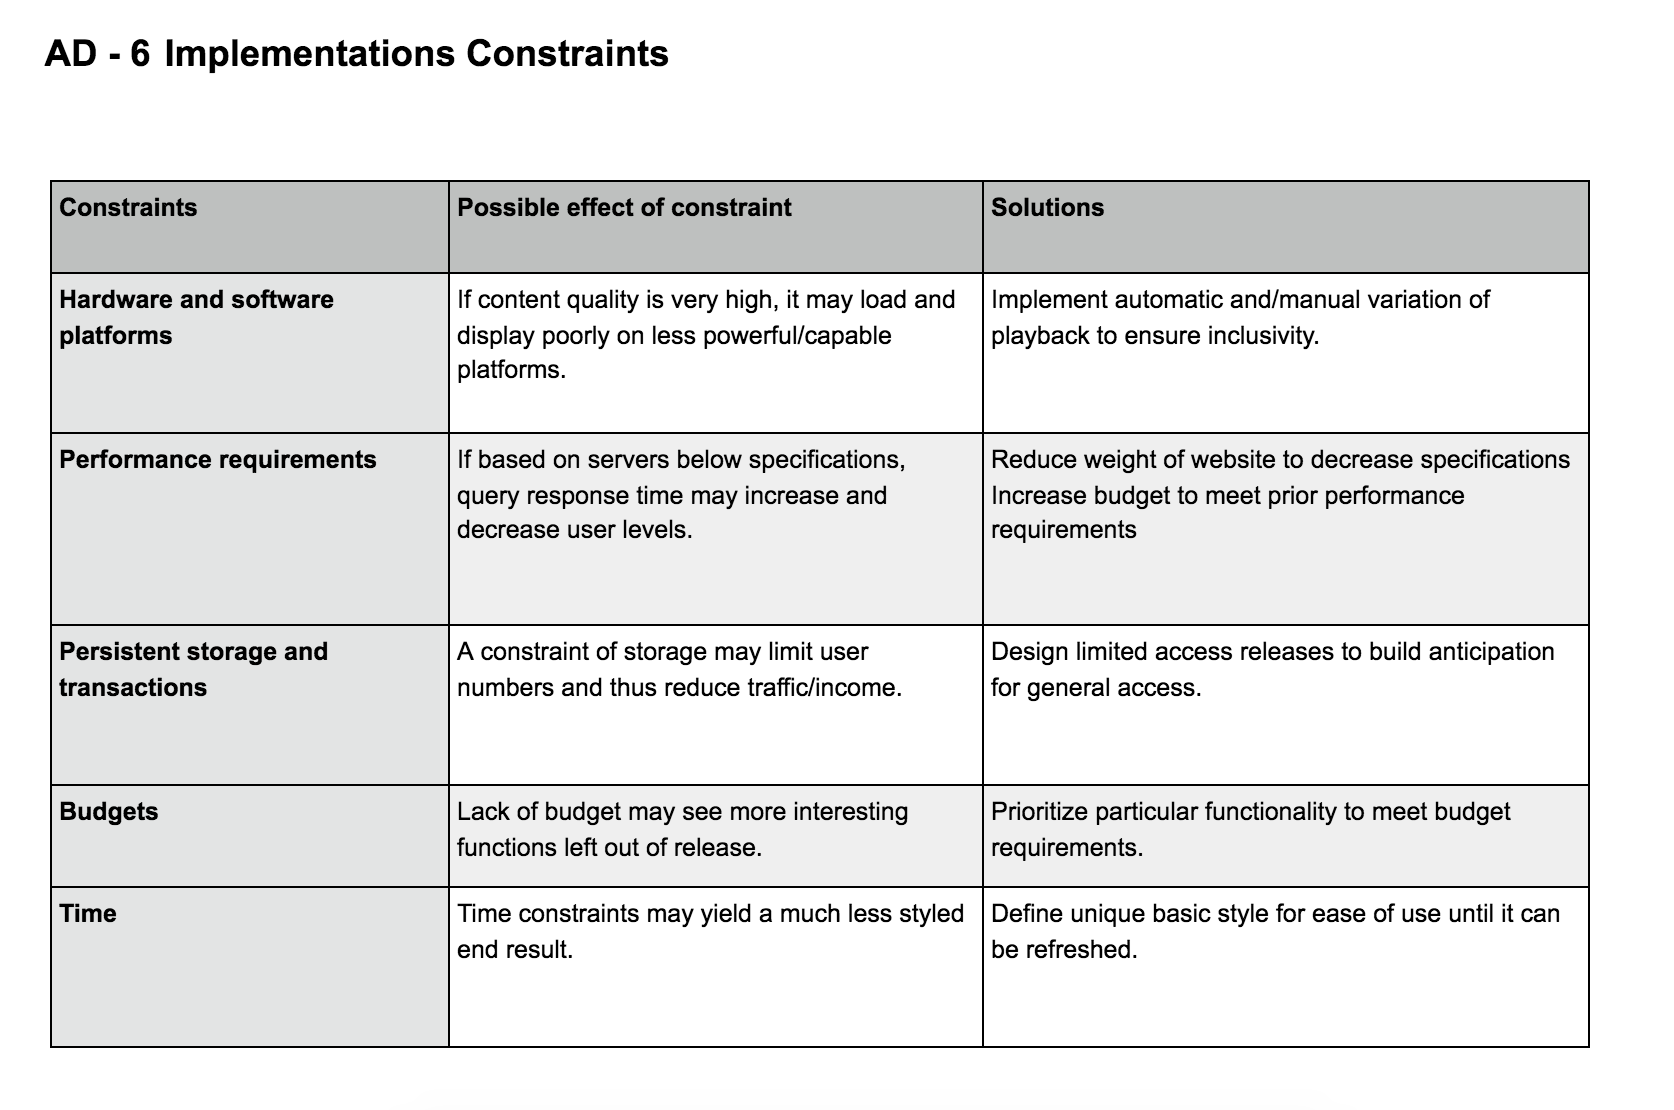 AD - 6 Implementations Constraints
Constraints
Possible effect of constraint
Solutions
Hardware and software
platforms
If content quality is very high, it may load and
display poorly on less powerful/capable
platforms.
Implement automatic and/manual variation of
playback to ensure inclusivity.
Performance requirements
If based on servers below specifications,
query response time may increase and
decrease user levels.
Reduce weight of website to decrease specifications
Increase budget to meet prior performance
requirements
Persistent storage and
transactions
A constraint of storage may limit user
numbers and thus reduce traffic/income.
Design limited access releases to build anticipation
for general access.
Budgets
Lack of budget may see more interesting
functions left out of release.
Prioritize particular functionality to meet budget
requirements.
Time
Time constraints may yield a much less styled
end result.
Define unique basic style for ease of use until it can
be refreshed.